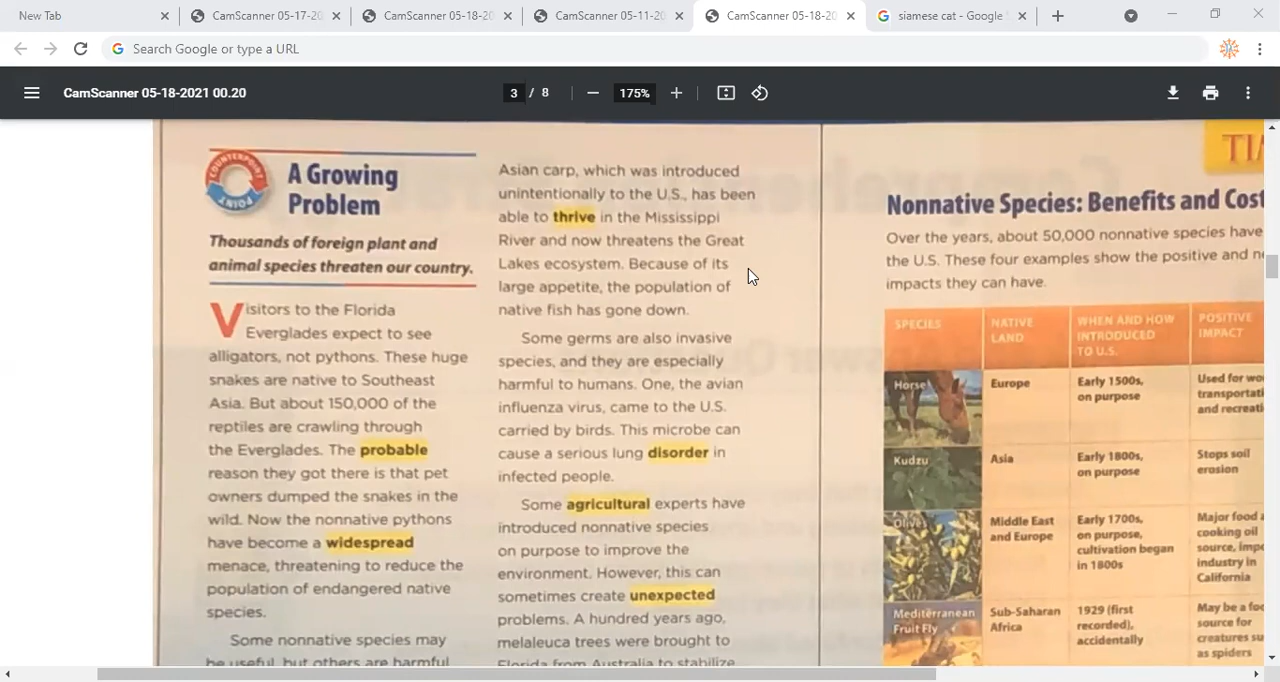 New Tab
CamScanner 05-17-20
CamScanner 05-18-20
CamScanner 05-11-20
CamScanner 05-18-20
siamese cat - Google
Search Google or type a URL
CamScanner 05-18-2021 00.20
3 / 8
175%
COUNTERPOINT
POINT
A Growing
Problem
Thousands of foreign plant and
animal species threaten our country.
Visitors to the Florida
Everglades expect to see
alligators, not pythons. These huge
snakes are native to Southeast
Asia. But about 150,000 of the
reptiles are crawling through
the Everglades. The probable
reason they got there is that pet
owners dumped the snakes in the
wild. Now the nonnative pythons
have become a widespread
menace, threatening to reduce the
population of endangered native
species.
Some nonnative species may
be useful, but others are harmful
Asian carp, which was introduced
unintentionally to the U.S., has been
able to thrive in the Mississippi
River and now threatens the Great
Lakes ecosystem. Because of its
large appetite, the population of
native fish has gone down.
Some germs are also invasive
species, and they are especially
harmful to humans. One, the avian
influenza virus, came to the U.S.
carried by birds. This microbe can
cause a serious lung disorder in
infected people.
Some agricultural experts have
introduced nonnative species
on purpose to improve the
environment. However, this can
sometimes create unexpected
problems. A hundred years ago,
melaleuca trees were brought to
Florida from Australia to stabilize
TI
Nonnative Species: Benefits and Cost
Over the years, about 50,000 nonnative species have
the U.S. These four examples show the positive and
impacts they can have.
SPECIES
NATIVE
LAND
WHEN AND HOW
INTRODUCED
TO U.S.
POSITIVE
IMPACT
Horse
Europe
Early 1500s,
on purpose
Used for
transportati
and recreati
Kudzu
Asia
Early 1800s,
on purpose
Stops soil
erosion
Olives
Middle East
and Europe
Early 1700s,
on purpose,
cultivation began
in 1800s
Major food
cooking oil
source,
industry in
California
Mediterranean
Fruit Fly
Sub-Saharan
Africa
1929 (first
recorded),
accidentally
May be a
source for
creatures
as spiders